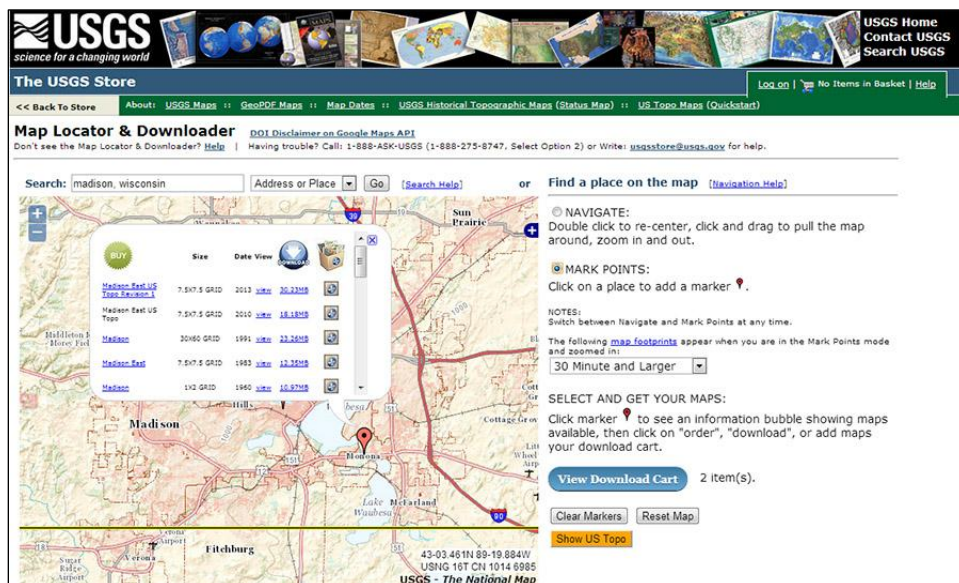 USGS
science for a changing world
USGS Home
Contact USGS
Search USGS
The USGS Store
Log on | No Items in Basket | Help
<< Back To Store
About: USGS Maps :: GeoPDF Maps :: Map Dates :: USGS Historical Topographic Maps (Status Map) :: US Topo Maps (Quickstart)
Map Locator & Downloader DOI Disclaimer on Google Maps API
Don't see the Map Locator & Downloader? Help | Having trouble? Call: 1-888-ASK-USGS (1-888-275-8747, Select Option 2) or Write: usgsstore@usgs.gov for help.
Search: madison, wisconsin Address or Place Go [Search Help] or
Sun
Prairie
39
19
BUY Size Date View DOWNLOAD
Madison East US
Topo Revision 1
7.5X7.5 GRID 2013 view 30.23MB
Madison East US
Topo
7.5X7.5 GRID 2010 view 18.18MB
Madison 30X60 GRID 1991 view 23.26MB
Madison East 7.5X7.5 GRID 1983 view 12.35MB
Madison 1X2 GRID 1960 view 10.97MB
Hills
Madison
Monona
Cottage Grov
Lake
Waubesa
McFarland
90
Verona
Airport
Fitchburg
Sugar
Ridge
Airport
43-03.461N 89-19.884W
USNG 16T CN 1014 6985
USGS - The National Map
Find a place on the map [Navigation Help]
NAVIGATE:
Double click to re-center, click and drag to pull the map
around, zoom in and out.
MARK POINTS:
Click on a place to add a marker .
NOTES:
Switch between Navigate and Mark Points at any time.
The following map footprints appear when you are in the Mark Points mode
and zoomed in:
30 Minute and Larger
SELECT AND GET YOUR MAPS:
Click marker to see an information bubble showing maps
available, then click on "order", "download", or add maps
your download cart.
View Download Cart 2 item(s).
Clear Markers Reset Map
Show US Topo